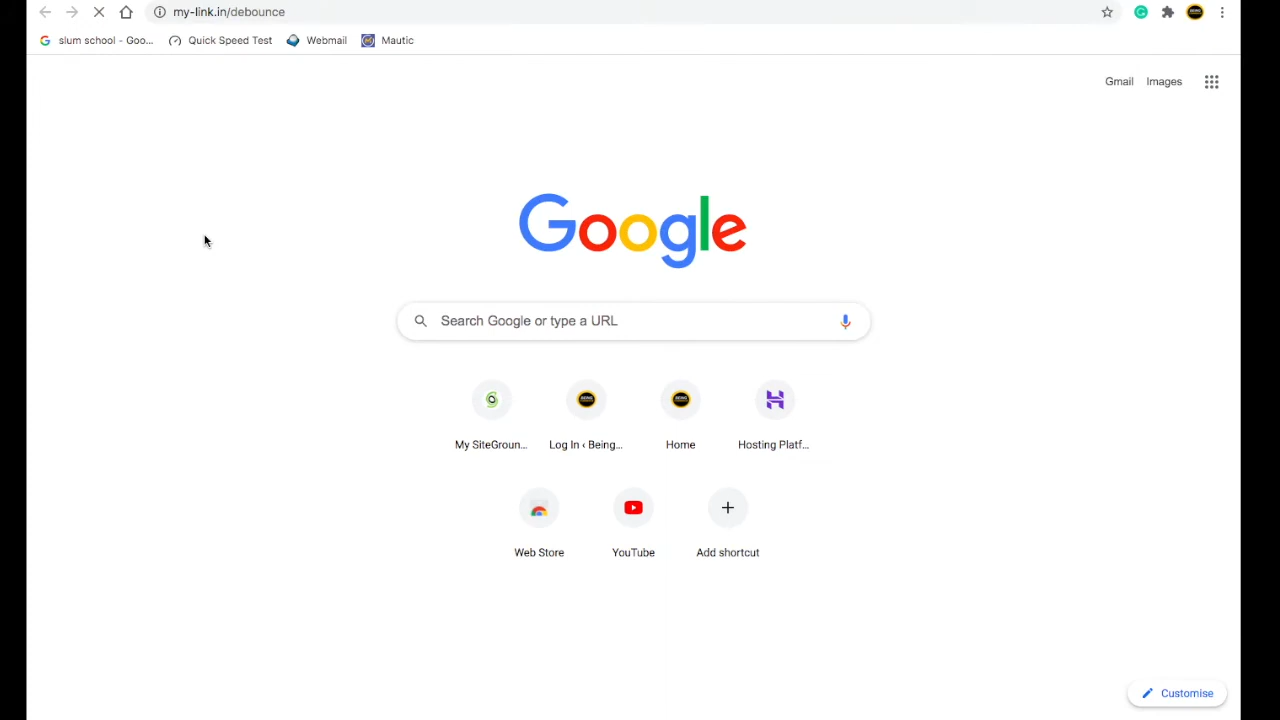 my-link.in/debounce
slum school - Goo... Quick Speed Test Webmail Mautic
Gmail Images
Google
Search Google or type a URL
My SiteGroun... Log In ‹ Being... Home Hosting Platf...
Web Store YouTube Add shortcut
Customise